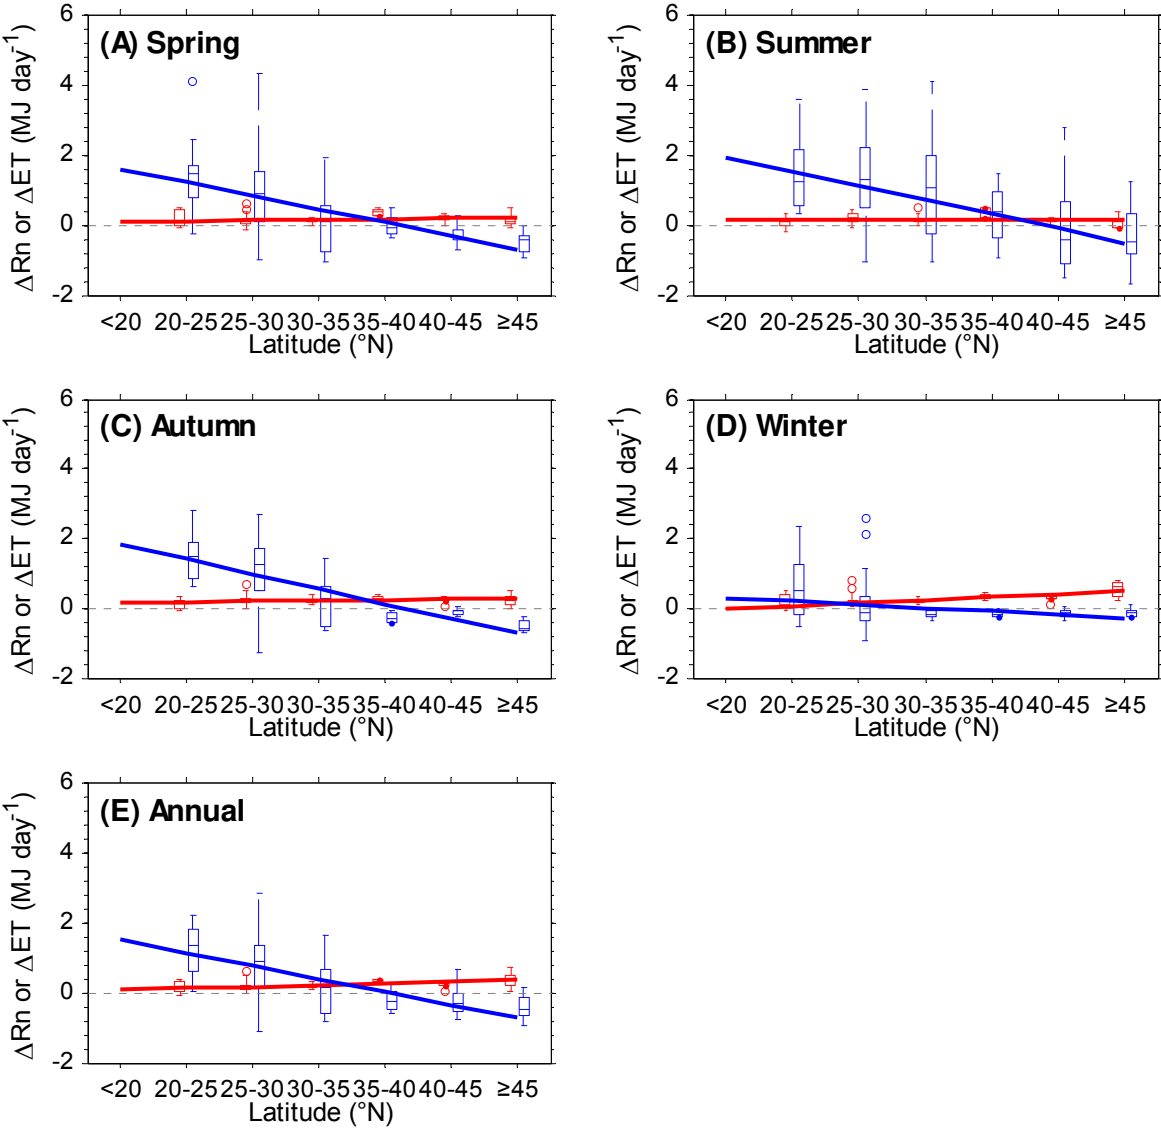 (A) Spring
6
4
2
0
-2
ΔRn or ΔET (MJ day-1)
<20 20-25 25-30 30-35 35-40 40-45 ≥45
Latitude (°N)
(B) Summer
6
4
2
0
-2
ΔRn or ΔET (MJ day-1)
<20 20-25 25-30 30-35 35-40 40-45 ≥45
Latitude (°N)
(C) Autumn
6
4
2
0
-2
ΔRn or ΔET (MJ day-1)
<20 20-25 25-30 30-35 35-40 40-45 ≥45
Latitude (°N)
(D) Winter
6
4
2
0
-2
ΔRn or ΔET (MJ day-1)
<20 20-25 25-30 30-35 35-40 40-45 ≥45
Latitude (°N)
(E) Annual
6
4
2
0
-2
ΔRn or ΔET (MJ day-1)
<20 20-25 25-30 30-35 35-40 40-45 ≥45
Latitude (°N)